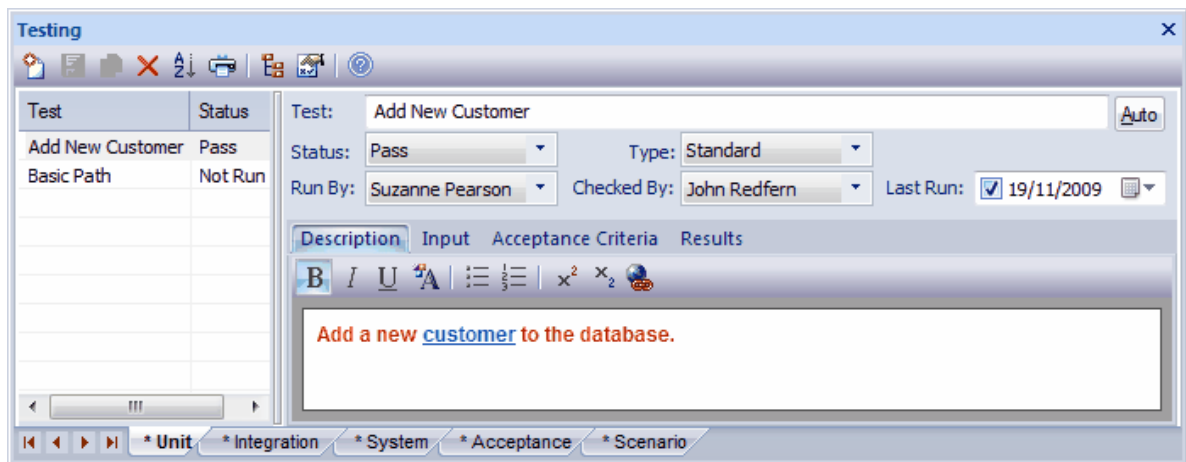 Testing
Test Status
Add New Customer Pass
Basic Path Not Run
Test: Add New Customer Auto
Status: Pass Type: Standard
Run By: Suzanne Pearson Checked By: John Redfern Last Run: 19/11/2009
Description Input Acceptance Criteria Results
B I U A x² x₂
Add a new customer to the database.
* Unit * Integration * System * Acceptance * Scenario